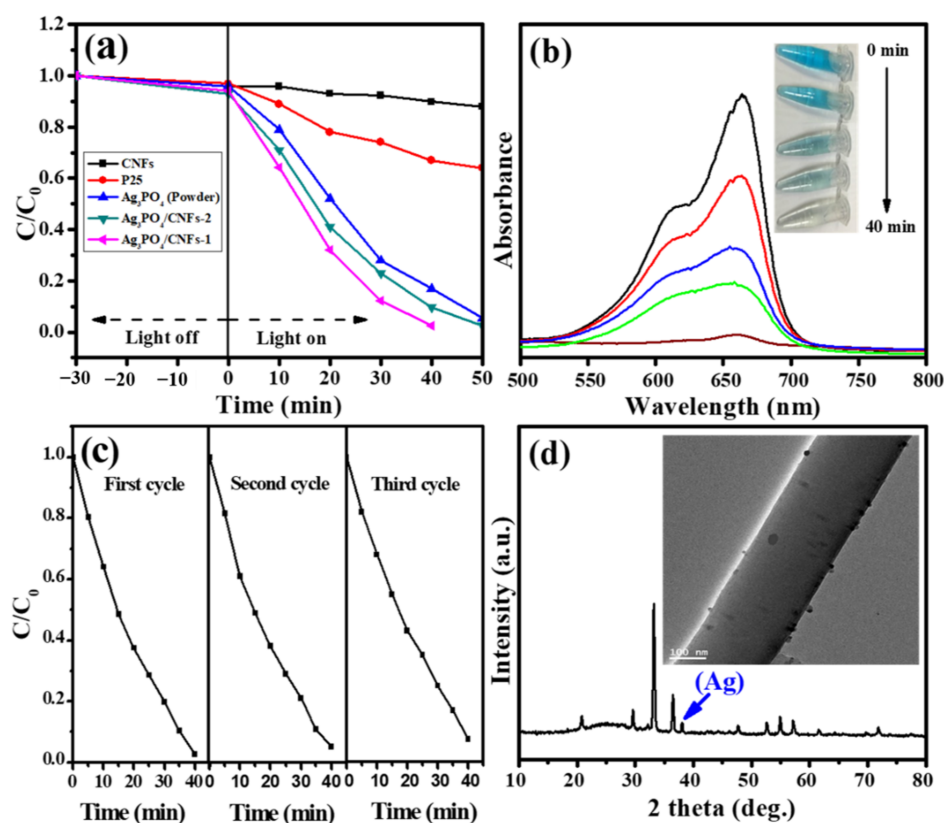 (a)
1.2
1.0
0.8
0.6
0.4
0.2
0.0
C/C₀
CNFs
P25
Ag₃PO₄ (Powder)
Ag₃PO₄/CNFs-2
Ag₃PO₄/CNFs-1
Light off
Light on
−30 −20 −10 0 10 20 30 40 50
Time (min)
(b)
0 min
40 min
Absorbance
500 600 650 700 750 800
Wavelength (nm)
(c)
1.0
0.8
0.6
0.4
0.2
0.0
C/C₀
First cycle
Second cycle
Third cycle
0 10 20 30 40 0 10 20 30 40 0 10 20 30 40
Time (min) Time (min) Time (min)
(d)
100 nm
(Ag)
Intensity (a.u.)
10 20 30 40 50 60 70 80
2 theta (deg.)